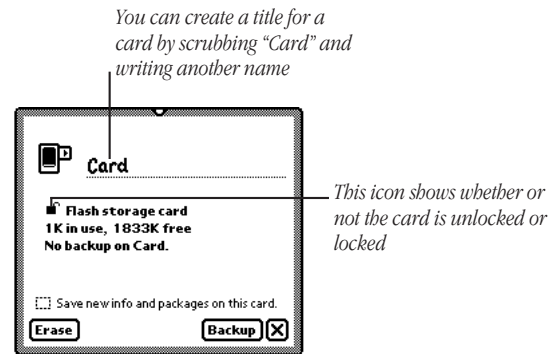 You can create a title for a
card by scrubbing “Card” and
writing another name
Card
Flash storage card
1K in use, 1833K free
No backup on Card.
This icon shows whether or
not the card is unlocked or
locked
Save new info and packages on this card.
Erase
Backup